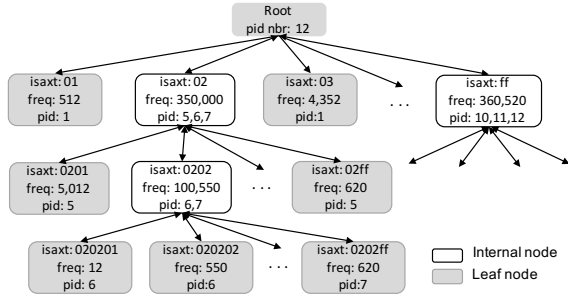 Root
pid nbr: 12
isaxt: 01
freq: 512
pid: 1
isaxt: 02
freq: 350,000
pid: 5,6,7
isaxt: 03
freq: 4,352
pid:1
...
isaxt: ff
freq: 360,520
pid: 10,11,12
isaxt: 0201
freq: 5,012
pid: 5
isaxt: 0202
freq: 100,550
pid: 6,7
...
isaxt: 02ff
freq: 620
pid: 5
isaxt: 020201
freq: 12
pid: 6
isaxt: 020202
freq: 550
pid:6
...
isaxt: 0202ff
freq: 620
pid:7
Internal node
Leaf node